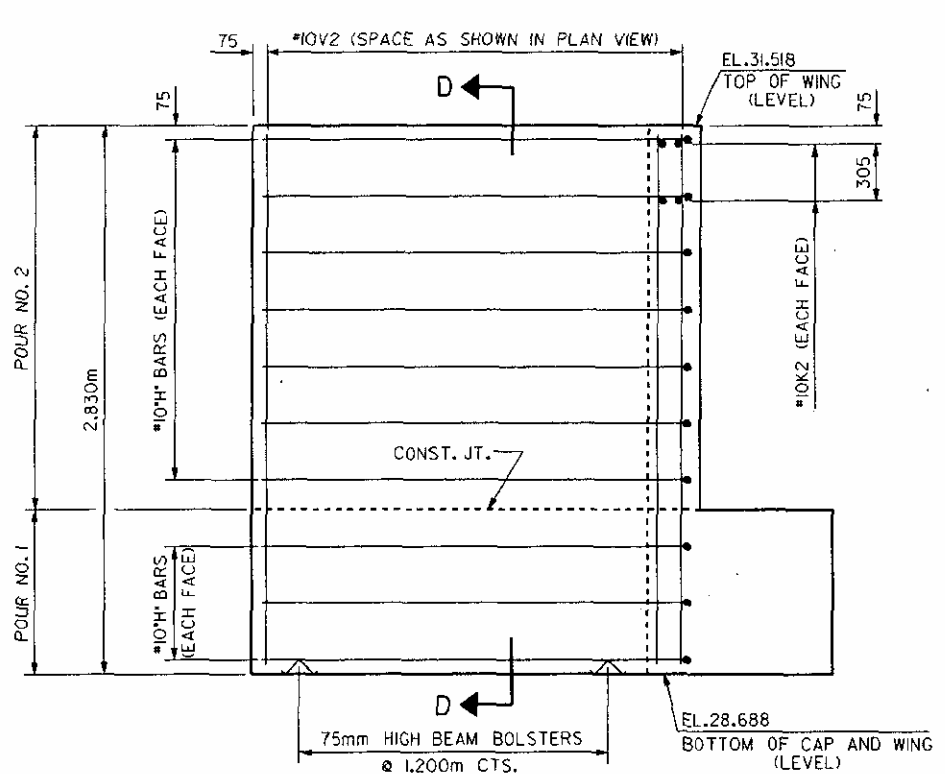 75
#10V2 (SPACE AS SHOWN IN PLAN VIEW)
EL.31.518
TOP OF WING
(LEVEL)
D
75
75
305
#10"H" BARS (EACH FACE)
POUR NO. 2
2.830m
#10K2 (EACH FACE)
CONST. JT.
POUR NO. 1
#10"H" BARS
(EACH FACE)
D
75mm HIGH BEAM BOLSTERS
@ 1.200m CTS.
EL.28.688
BOTTOM OF CAP AND WING
(LEVEL)